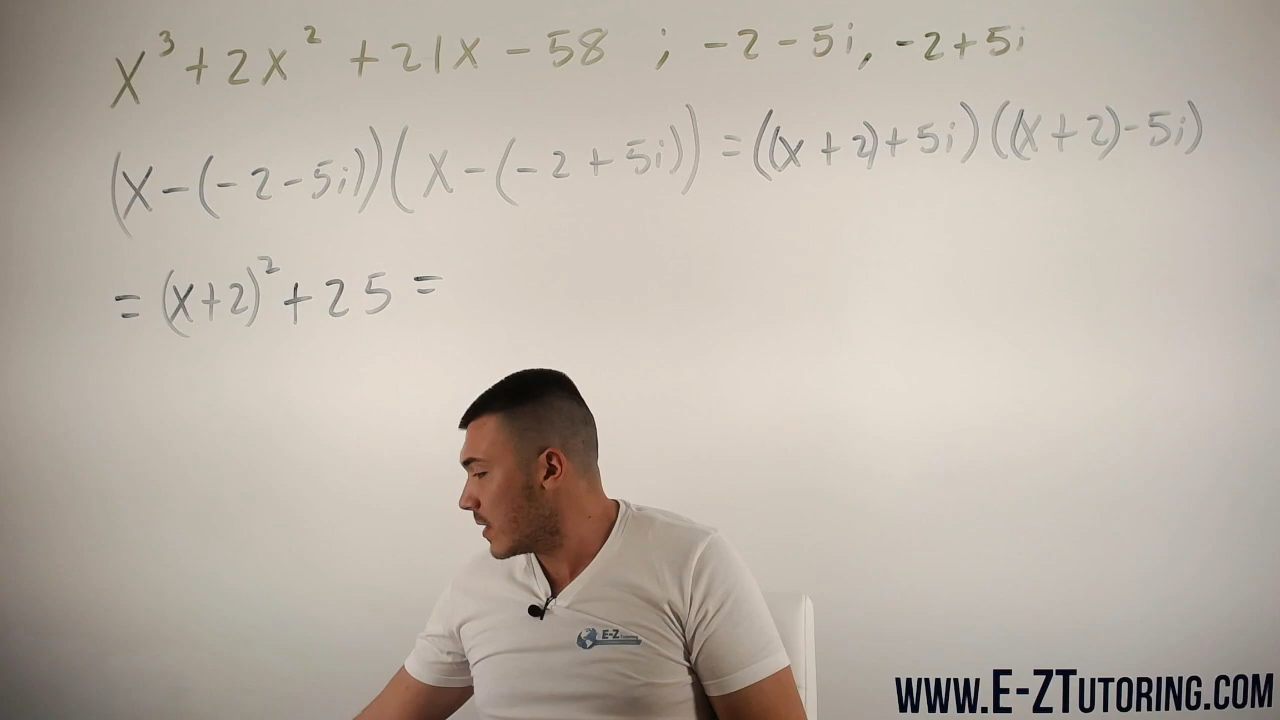 x³ + 2x² + 21x - 58 ; -2-5i, -2+5i
(x-(-2-5i))(x-(-2+5i)) = ((x+2)+5i)((x+2)-5i)
= (x+2)² + 25 =
E-Z
WWW.E-ZTUTORING.COM